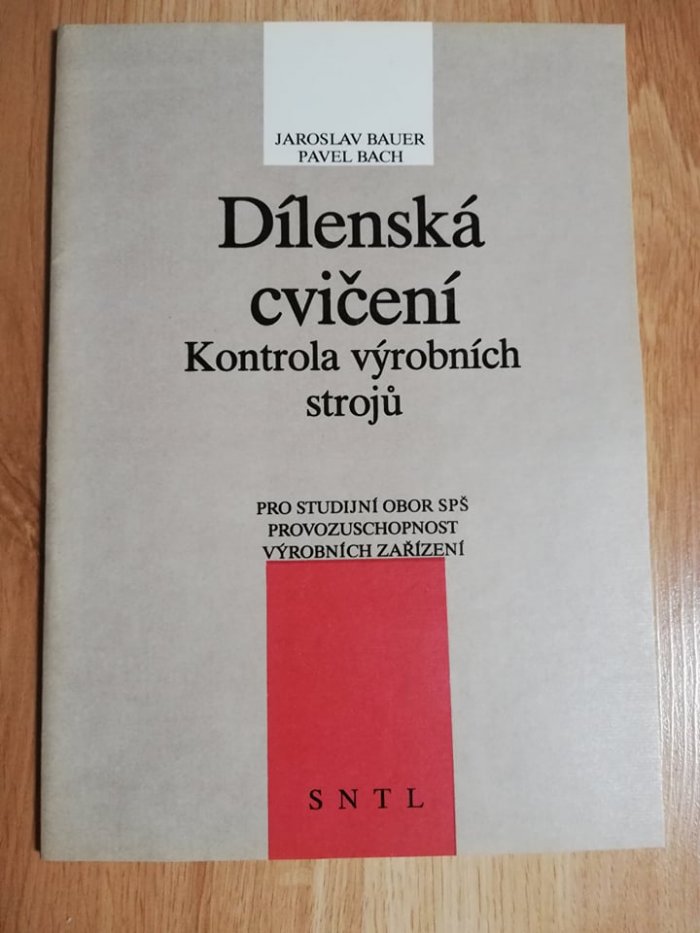 JAROSLAV BAUER
PAVEL BACH
Dílenská
cvičení
Kontrola výrobních
strojů
PRO STUDIJNÍ OBOR SPŠ
PROVOZUSCHOPNOST
VÝROBNÍCH ZAŘÍZENÍ
SNTL